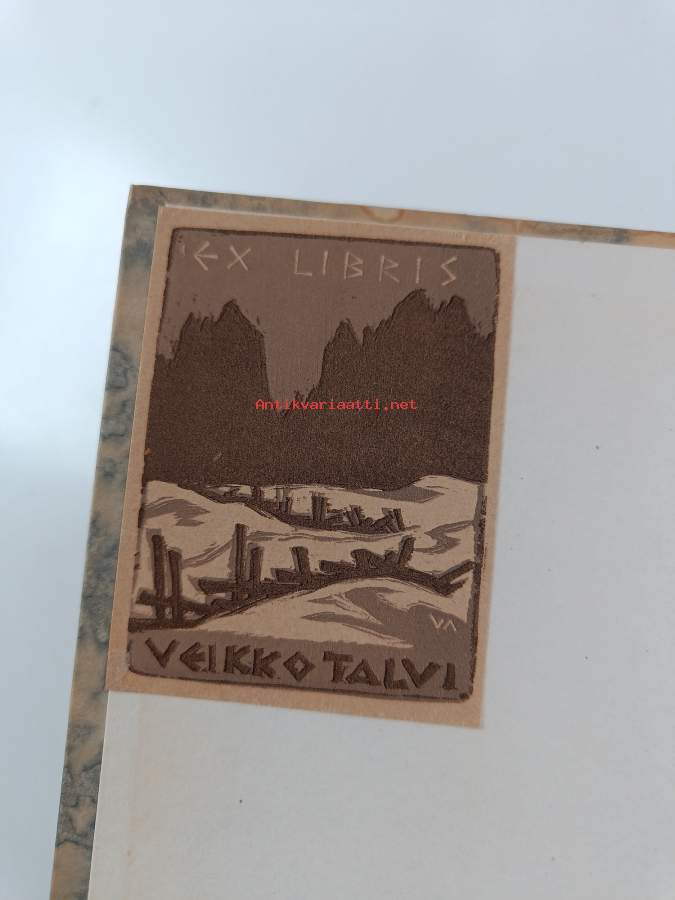 EX LIBRIS
Antikvariaatti.net
VA
VEIKKO TALVI